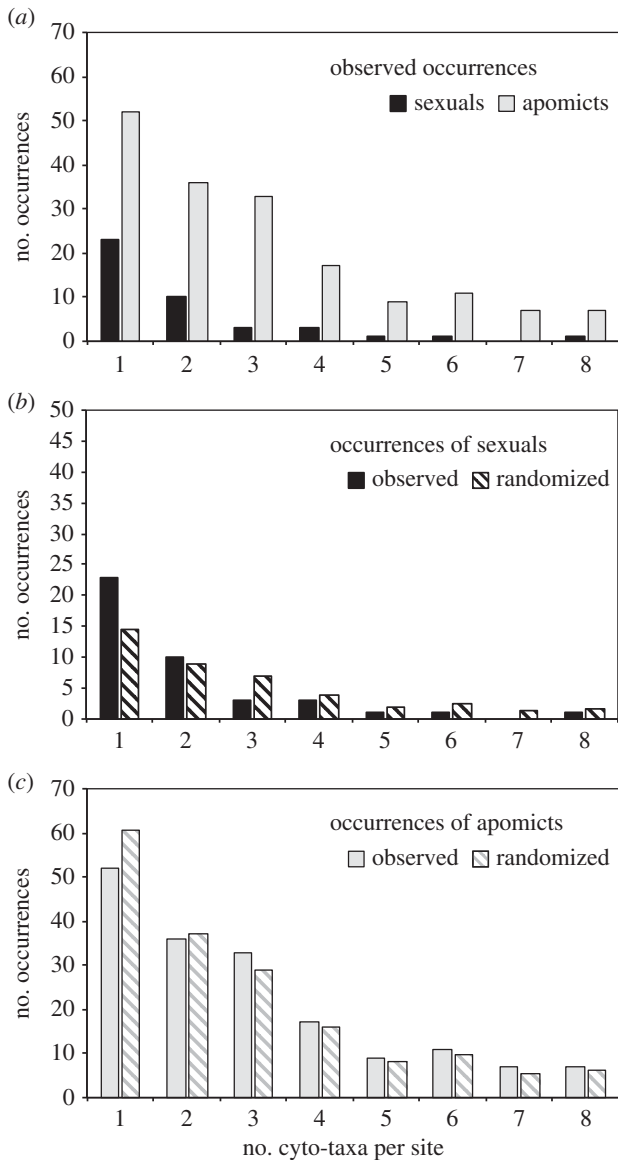 (a)
70
60
50
40
30
20
10
0
no. occurrences
observed occurrences
sexuals apomicts
1 2 3 4 5 6 7 8
(b)
50
45
40
35
30
25
20
15
10
5
0
no. occurrences
occurrences of sexuals
observed randomized
1 2 3 4 5 6 7 8
(c)
70
60
50
40
30
20
10
0
no. occurrences
occurrences of apomicts
observed randomized
1 2 3 4 5 6 7 8
no. cyto-taxa per site